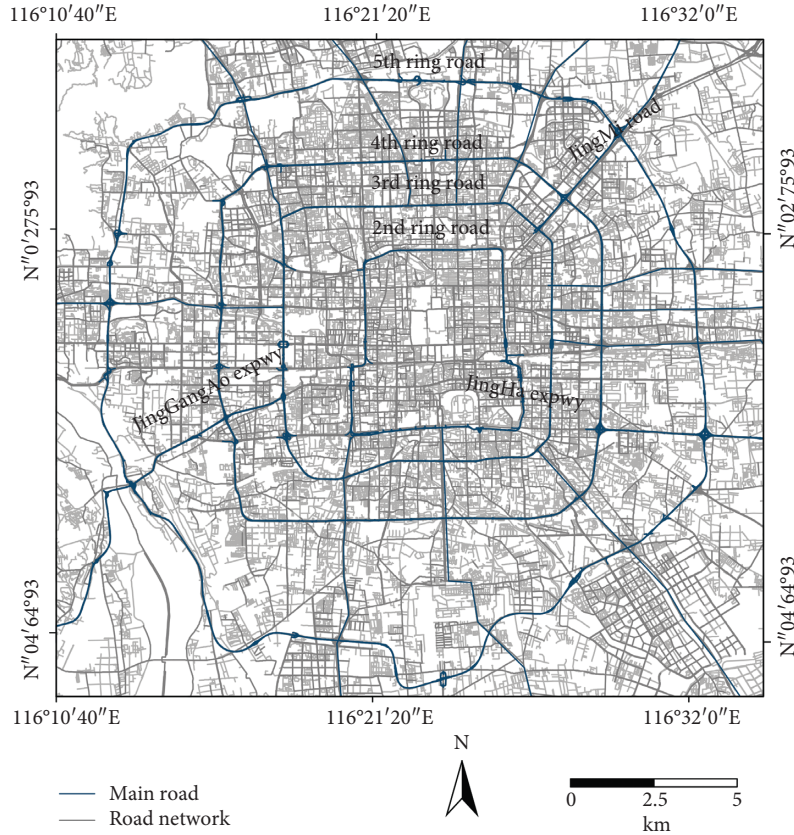 116°10′40″E 116°21′20″E 116°32′0″E
5th ring road
JingMi road
4th ring road
3rd ring road
2nd ring road
N″0′275°93
N″02′75°93
JingGangAo expwy
JingHa expwy
N″04′64°93
N″04′64°93
116°10′40″E 116°21′20″E 116°32′0″E
N
Main road
Road network
0 2.5 5
km